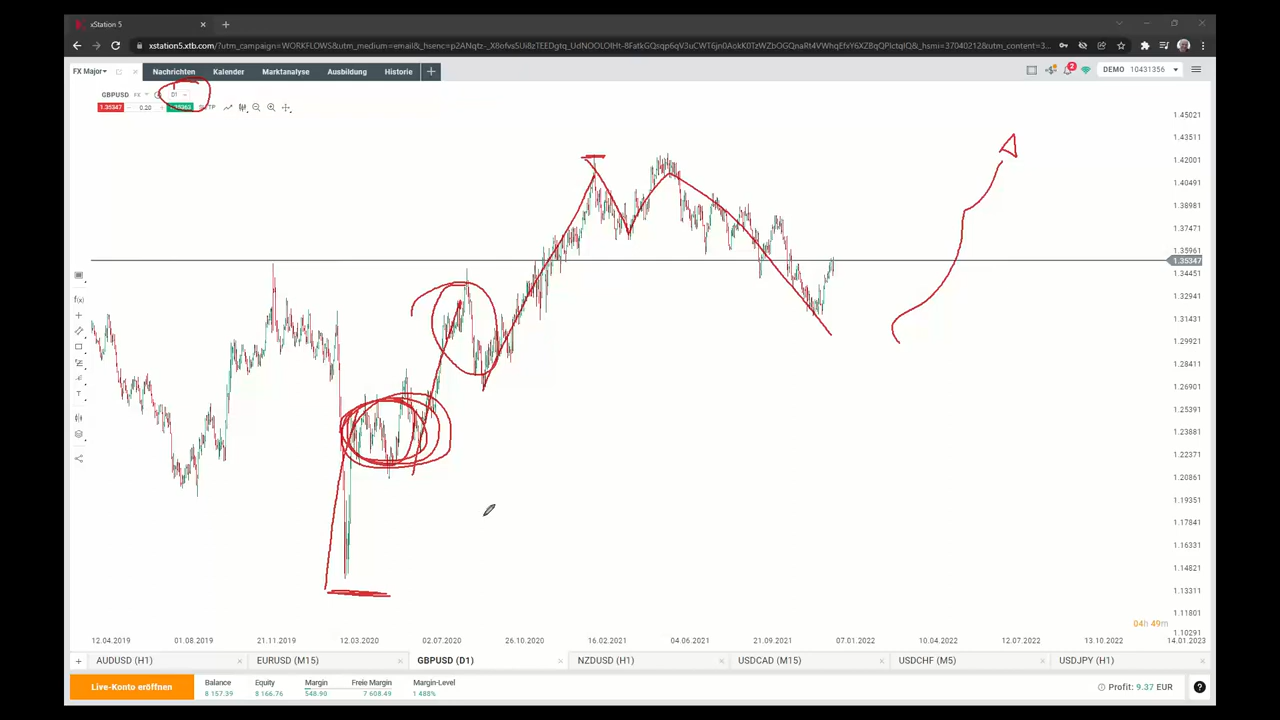 xStation 5
FX Major Nachrichten Kalender Marktanalyse Ausbildung Historie
2 DEMO 10431356
GBPUSD FX D1
1.35347 0.20
1.45021
1.43511
1.42001
1.40491
1.38981
1.37471
1.35961
1.35347
1.34451
1.32941
1.31431
1.29921
1.28411
1.26901
1.25391
1.23881
1.22371
1.20861
1.19351
1.17841
1.16331
1.14821
1.13311
1.11801
1.10291
04h 49m
12.04.2019 01.08.2019 21.11.2019 12.03.2020 02.07.2020 26.10.2020 16.02.2021 04.06.2021 21.09.2021 07.01.2022 10.04.2022 12.07.2022 13.10.2022 14.01.2023
AUDUSD (H1) EURUSD (M15) GBPUSD (D1) NZDUSD (H1) USDCAD (M15) USDCHF (M5) USDJPY (H1)
Live-Konto eröffnen
Balance Equity Margin Freie Margin Margin-Level
8 157.39 8 166.76 548.90 7 608.49 1 488%
Profit: 9.37 EUR